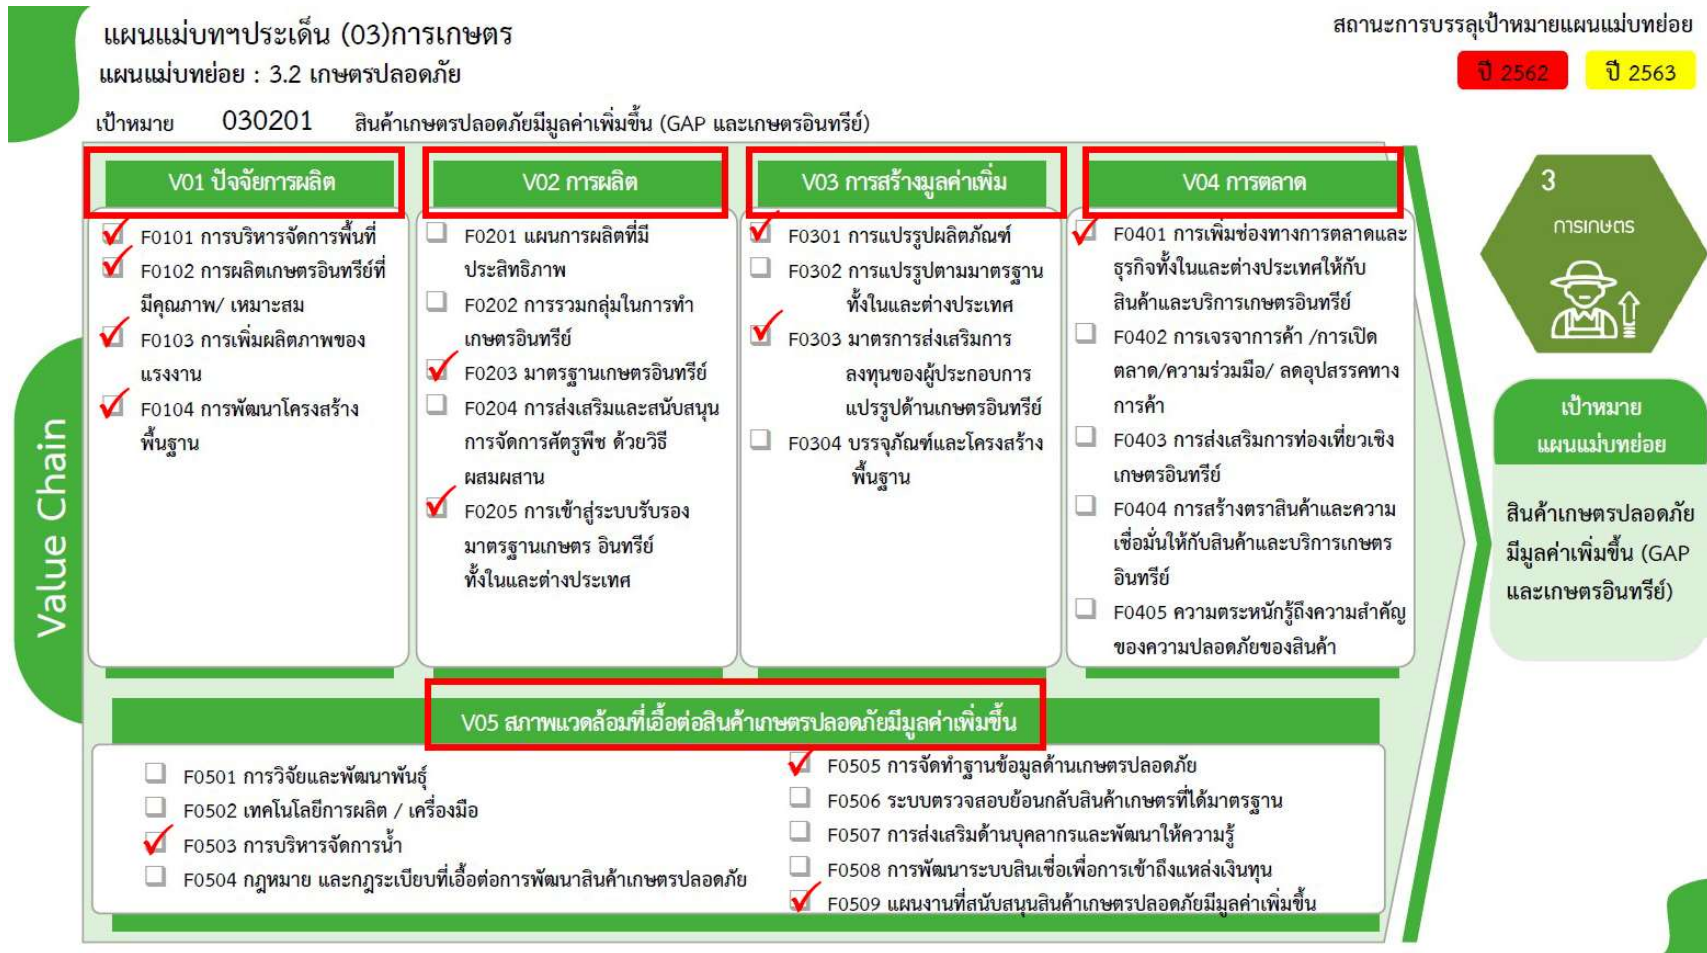 แผนแม่บทฯประเด็น (03)การเกษตร
แผนแม่บทย่อย : 3.2 เกษตรปลอดภัย
สถานะการบรรลุเป้าหมายแผนแม่บทย่อย
ปี 2562
ปี 2563
เป้าหมาย 030201 สินค้าเกษตรปลอดภัยมีมูลค่าเพิ่มขึ้น (GAP และเกษตรอินทรีย์)
Value Chain
V01 ปัจจัยการผลิต
F0101 การบริหารจัดการพื้นที่
F0102 การผลิตเกษตรอินทรีย์ที่
มีคุณภาพ/ เหมาะสม
F0103 การเพิ่มผลิตภาพของ
แรงงาน
F0104 การพัฒนาโครงสร้าง
พื้นฐาน
V02 การผลิต
F0201 แผนการผลิตที่มี
ประสิทธิภาพ
F0202 การรวมกลุ่มในการทำ
เกษตรอินทรีย์
F0203 มาตรฐานเกษตรอินทรีย์
F0204 การส่งเสริมและสนับสนุน
การจัดการศัตรูพืช ด้วยวิธี
ผสมผสาน
F0205 การเข้าสู่ระบบรับรอง
มาตรฐานเกษตร อินทรีย์
ทั้งในและต่างประเทศ
V03 การสร้างมูลค่าเพิ่ม
F0301 การแปรรูปผลิตภัณฑ์
F0302 การแปรรูปตามมาตรฐาน
ทั้งในและต่างประเทศ
F0303 มาตรการส่งเสริมการ
ลงทุนของผู้ประกอบการ
แปรรูปด้านเกษตรอินทรีย์
F0304 บรรจุภัณฑ์และโครงสร้าง
พื้นฐาน
V04 การตลาด
F0401 การเพิ่มช่องทางการตลาดและ
ธุรกิจทั้งในและต่างประเทศให้กับ
สินค้าและบริการเกษตรอินทรีย์
F0402 การเจรจาการค้า /การเปิด
ตลาด/ความร่วมมือ/ ลดอุปสรรคทาง
การค้า
F0403 การส่งเสริมการท่องเที่ยวเชิง
เกษตรอินทรีย์
F0404 การสร้างตราสินค้าและความ
เชื่อมั่นให้กับสินค้าและบริการเกษตร
อินทรีย์
F0405 ความตระหนักรู้ถึงความสำคัญ
ของความปลอดภัยของสินค้า
3
การเกษตร
เป้าหมาย
แผนแม่บทย่อย
สินค้าเกษตรปลอดภัย
มีมูลค่าเพิ่มขึ้น (GAP
และเกษตรอินทรีย์)
V05 สภาพแวดล้อมที่เอื้อต่อสินค้าเกษตรปลอดภัยมีมูลค่าเพิ่มขึ้น
F0501 การวิจัยและพัฒนาพันธุ์
F0502 เทคโนโลยีการผลิต / เครื่องมือ
F0503 การบริหารจัดการน้ำ
F0504 กฎหมาย และกฎระเบียบที่เอื้อต่อการพัฒนาสินค้าเกษตรปลอดภัย
F0505 การจัดทำฐานข้อมูลด้านเกษตรปลอดภัย
F0506 ระบบตรวจสอบย้อนกลับสินค้าเกษตรที่ได้มาตรฐาน
F0507 การส่งเสริมด้านบุคลากรและพัฒนาให้ความรู้
F0508 การพัฒนาระบบสินเชื่อเพื่อการเข้าถึงแหล่งเงินทุน
F0509 แผนงานที่สนับสนุนสินค้าเกษตรปลอดภัยมีมูลค่าเพิ่มขึ้น